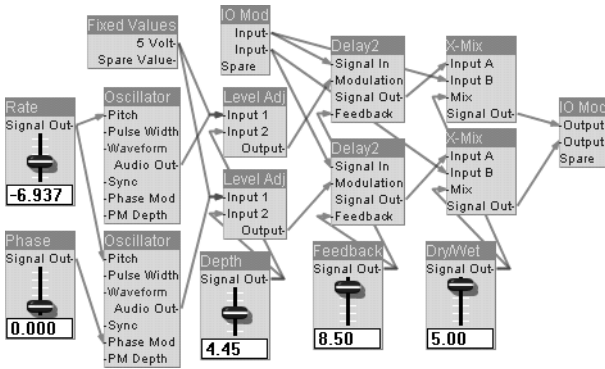 Fixed Values
5 Volt
Spare Value
IO Mod
Input
Input
Spare
Delay2
Signal In
Modulation
Signal Out
Feedback
X-Mix
Input A
Input B
Mix
Signal Out
Rate
Signal Out
-6.937
Oscillator
Pitch
Pulse Width
Waveform
Audio Out
Sync
Phase Mod
PM Depth
Level Adj
Input 1
Input 2
Output
IO Mod
Output
Output
Spare
Delay2
Signal In
Modulation
Signal Out
Feedback
X-Mix
Input A
Input B
Mix
Signal Out
Level Adj
Input 1
Input 2
Output
Phase
Signal Out
0.000
Oscillator
Pitch
Pulse Width
Waveform
Audio Out
Sync
Phase Mod
PM Depth
Depth
Signal Out
4.45
Feedback
Signal Out
8.50
Dry/Wet
Signal Out
5.00